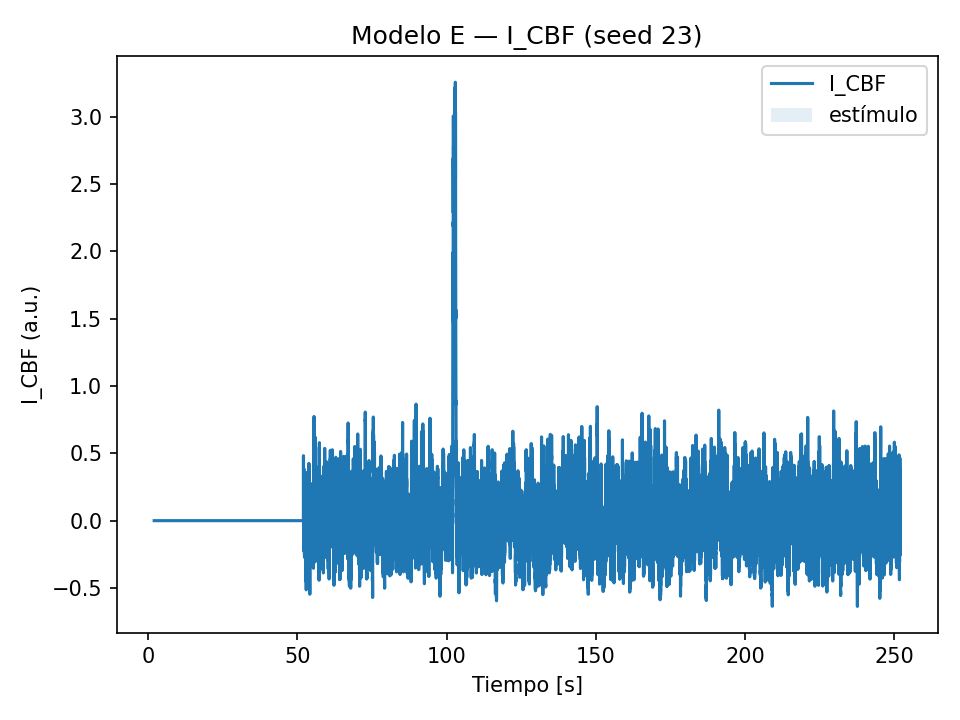 Modelo E — I_CBF (seed 23)
I_CBF
estímulo
3.0
2.5
2.0
1.5
1.0
0.5
0.0
−0.5
I_CBF (a.u.)
0 50 100 150 200 250
Tiempo [s]